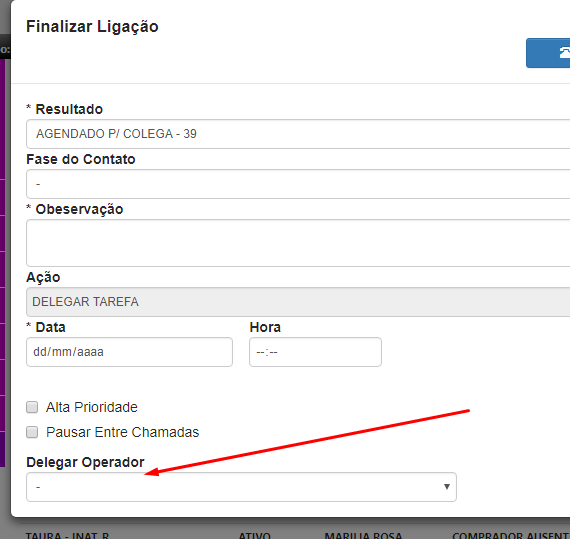 Finalizar Ligação
o:
* Resultado
AGENDADO P/ COLEGA - 39
Fase do Contato
-
* Obeservação
Ação
DELEGAR TAREFA
* Data Hora
dd/mm/aaaa --:--
Alta Prioridade
Pausar Entre Chamadas
Delegar Operador
-
TAURA - INAT. R ATIVO MARILIA ROSA COMPRADOR AUSENT